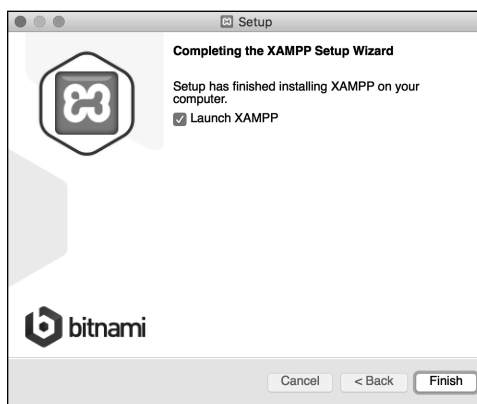 Setup
Completing the XAMPP Setup Wizard
Setup has finished installing XAMPP on your
computer.
Launch XAMPP
bitnami
Cancel
< Back
Finish